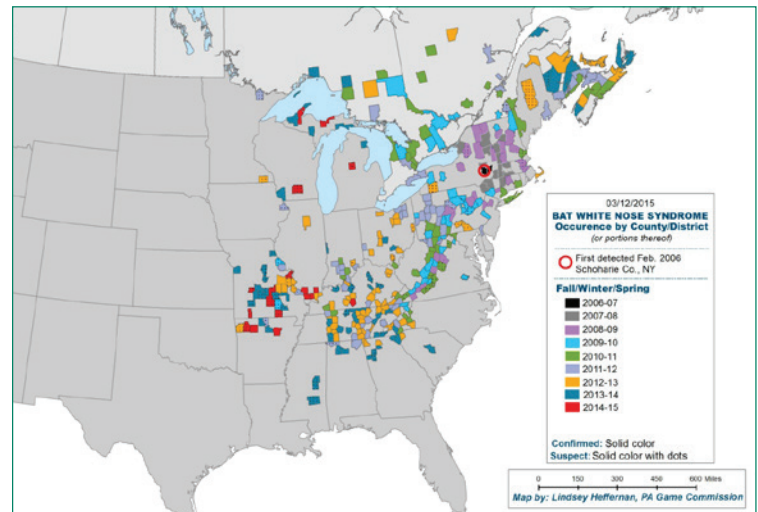 03/12/2015
BAT WHITE NOSE SYNDROME
Occurence by County/District
(or portions thereof)
First detected Feb. 2006
Schoharie Co., NY
Fall/Winter/Spring
2006-07
2007-08
2008-09
2009-10
2010-11
2011-12
2012-13
2013-14
2014-15
Confirmed: Solid color
Suspect: Solid color with dots
0 150 300 450 600 Miles
Map by: Lindsey Heffernan, PA Game Commission